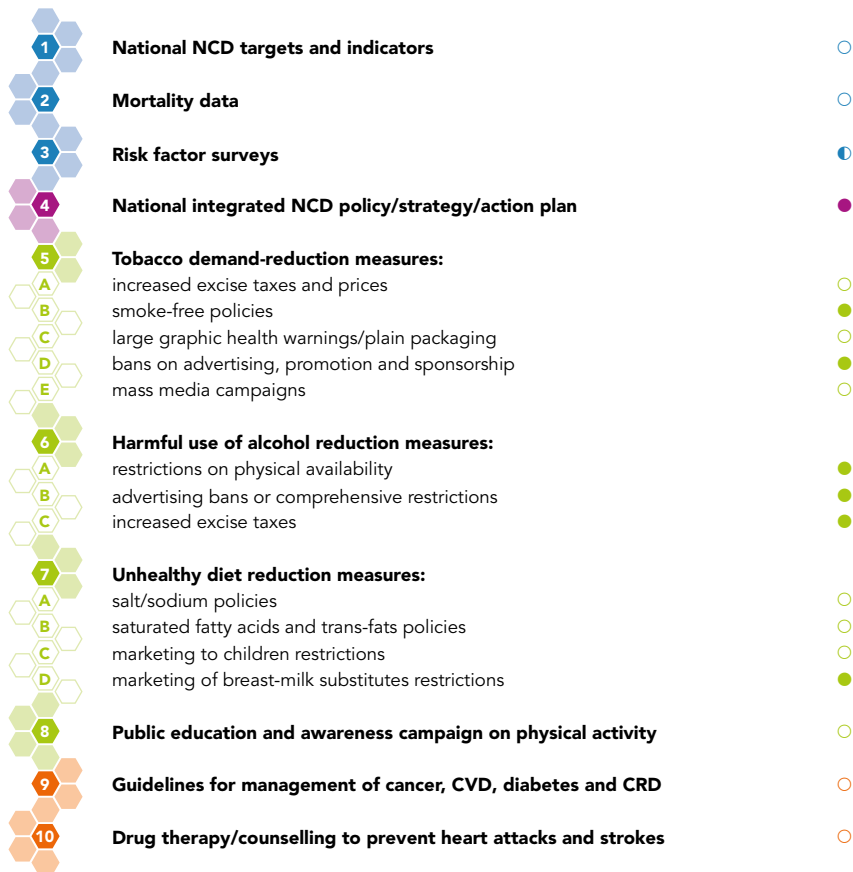 1 National NCD targets and indicators
2 Mortality data
3 Risk factor surveys
4 National integrated NCD policy/strategy/action plan
5 Tobacco demand-reduction measures:
A increased excise taxes and prices
B smoke-free policies
C large graphic health warnings/plain packaging
D bans on advertising, promotion and sponsorship
E mass media campaigns
6 Harmful use of alcohol reduction measures:
A restrictions on physical availability
B advertising bans or comprehensive restrictions
C increased excise taxes
7 Unhealthy diet reduction measures:
A salt/sodium policies
B saturated fatty acids and trans-fats policies
C marketing to children restrictions
D marketing of breast-milk substitutes restrictions
8 Public education and awareness campaign on physical activity
9 Guidelines for management of cancer, CVD, diabetes and CRD
10 Drug therapy/counselling to prevent heart attacks and strokes